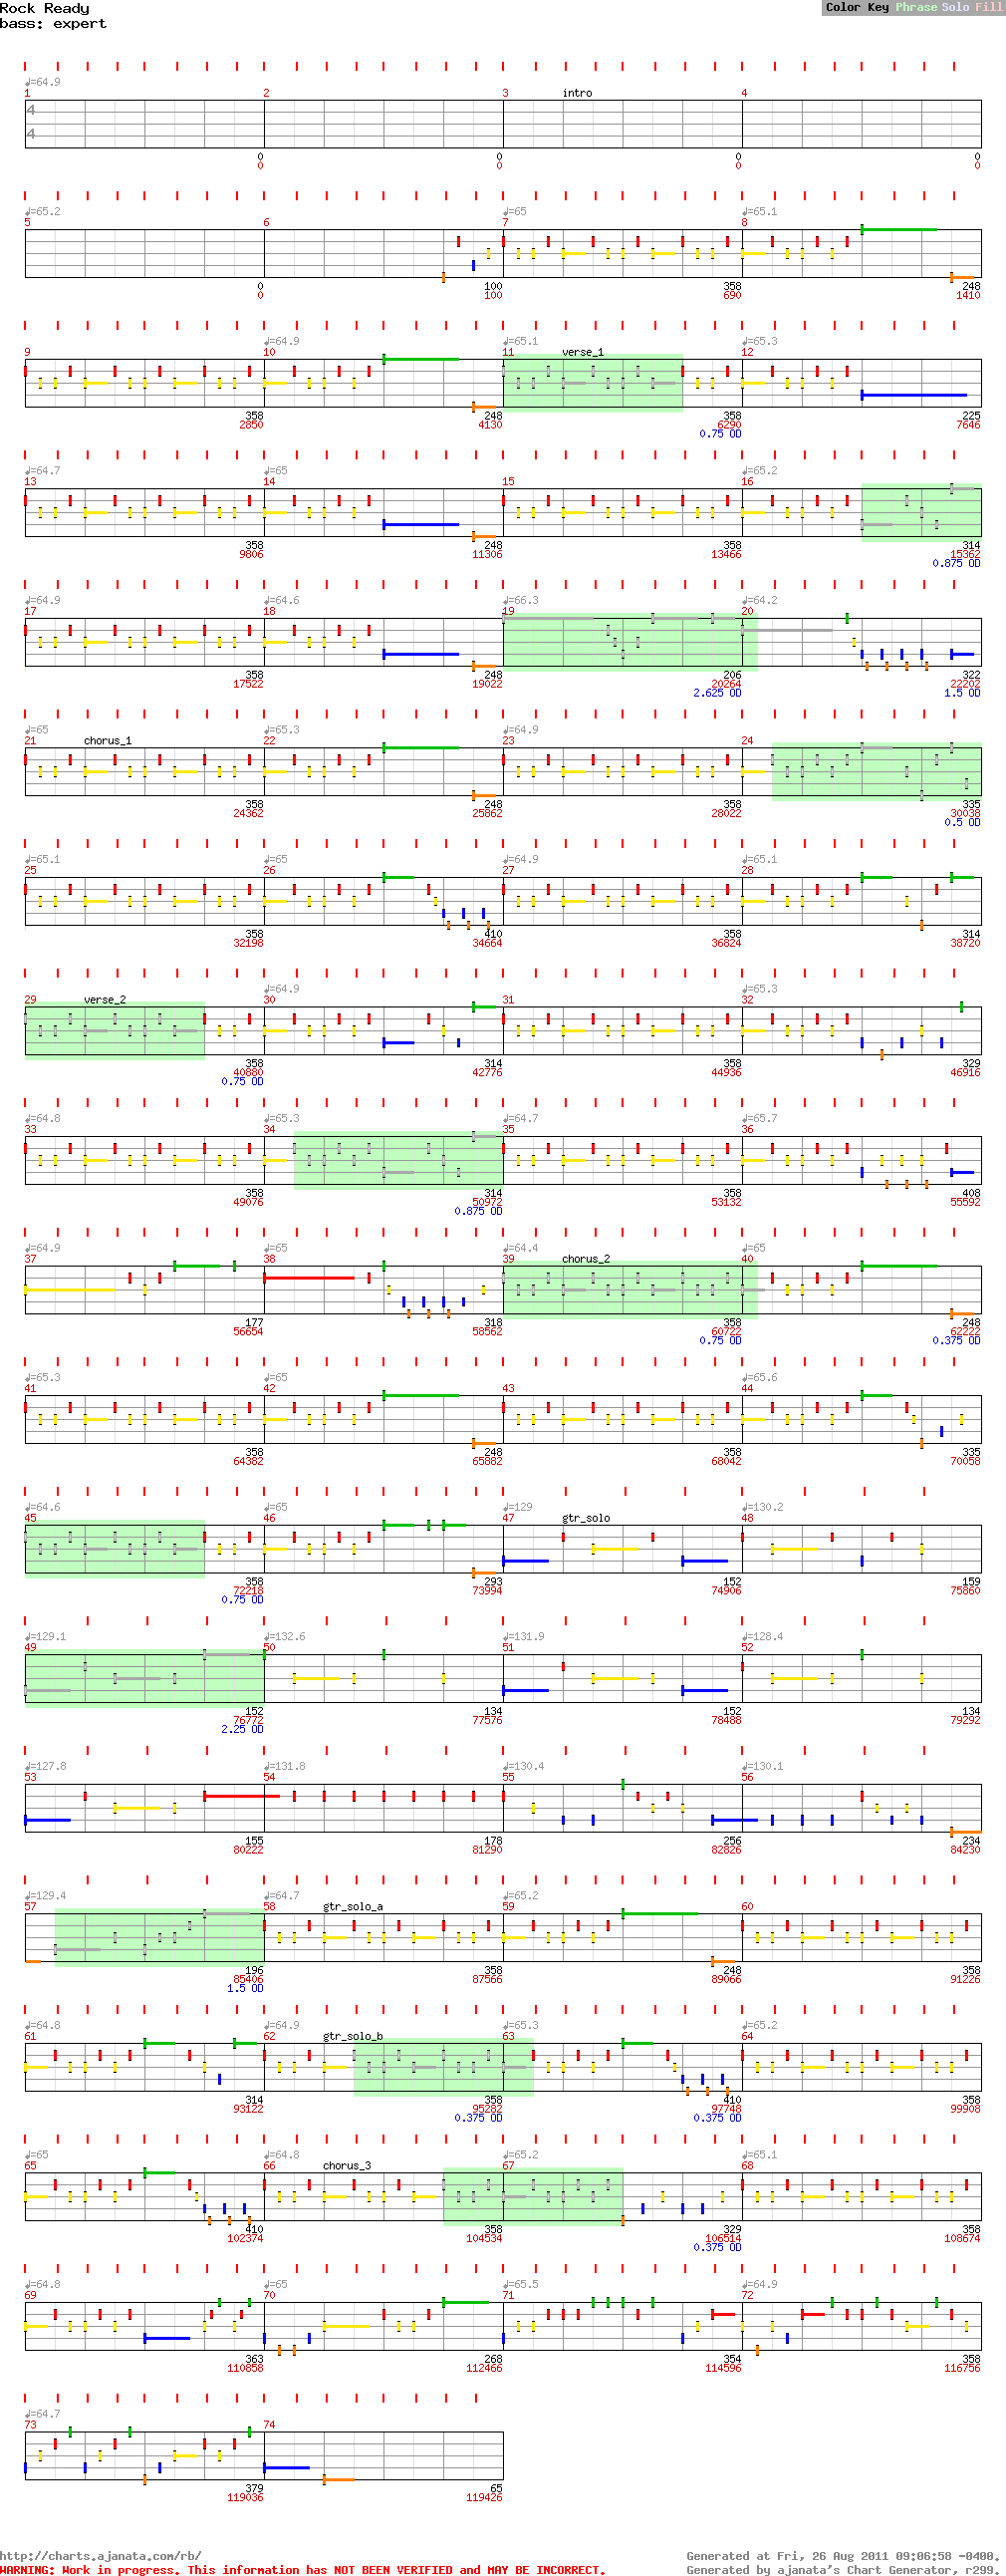 Rock Ready
bass: expert
Color Key Phrase Solo Fill
♩=64.9
1 2 3 intro 4
4
4
0 0 0 0
0 0 0 0
♩=65.2 ♩=65 ♩=65.1
5 6 7 8
0 100 358 248
0 100 690 1410
♩=64.9 ♩=65.1 ♩=65.3
9 10 11 verse_1 12
358 248 358 225
2850 4130 6290 7646
0.75 OD
♩=64.7 ♩=65 ♩=65.2
13 14 15 16
358 248 358 314
9806 11306 13466 15362
0.875 OD
♩=64.9 ♩=64.6 ♩=66.3 ♩=64.2
17 18 19 20
358 248 206 322
17522 19022 20264 22202
2.625 OD 1.5 OD
♩=65 ♩=65.3 ♩=64.9
21 chorus_1 22 23 24
358 248 358 335
24362 25862 28022 30038
0.5 OD
♩=65.1 ♩=65 ♩=64.9 ♩=65.1
25 26 27 28
358 410 358 314
32198 34664 36824 38720
♩=64.9 ♩=65.3
29 verse_2 30 31 32
358 314 358 329
40880 42776 44936 46916
0.75 OD
♩=64.8 ♩=65.3 ♩=64.7 ♩=65.7
33 34 35 36
358 314 358 408
49076 50972 53132 55592
0.875 OD
♩=64.9 ♩=65 ♩=64.4 ♩=65
37 38 39 chorus_2 40
177 318 358 248
56654 58562 60722 62222
0.75 OD 0.375 OD
♩=65.3 ♩=65 ♩=65.6
41 42 43 44
358 248 358 335
64382 65882 68042 70058
♩=64.6 ♩=65 ♩=129 ♩=130.2
45 46 47 gtr_solo 48
358 293 152 159
72218 73994 74906 75860
0.75 OD
♩=129.1 ♩=132.6 ♩=131.9 ♩=128.4
49 50 51 52
152 134 152 134
76772 77576 78488 79292
2.25 OD
♩=127.8 ♩=131.8 ♩=130.4 ♩=130.1
53 54 55 56
155 178 256 234
80222 81290 82826 84230
♩=129.4 ♩=64.7 ♩=65.2
57 58 gtr_solo_a 59 60
196 358 248 358
85406 87566 89066 91226
1.5 OD
♩=64.8 ♩=64.9 ♩=65.3 ♩=65.2
61 62 gtr_solo_b 63 64
314 358 410 358
93122 95282 97748 99908
0.375 OD 0.375 OD
♩=65 ♩=64.8 ♩=65.2 ♩=65.1
65 66 chorus_3 67 68
410 358 329 358
102374 104534 106514 108674
0.375 OD
♩=64.8 ♩=65 ♩=65.5 ♩=64.9
69 70 71 72
363 268 354 358
110858 112466 114596 116756
♩=64.7
73 74
379 65
119036 119426
http://charts.ajanata.com/rb/
Generated at Fri, 26 Aug 2011 09:06:58 -0400.
WARNING: Work in progress. This information has NOT BEEN VERIFIED and MAY BE INCORRECT.
Generated by ajanata's Chart Generator, r299.